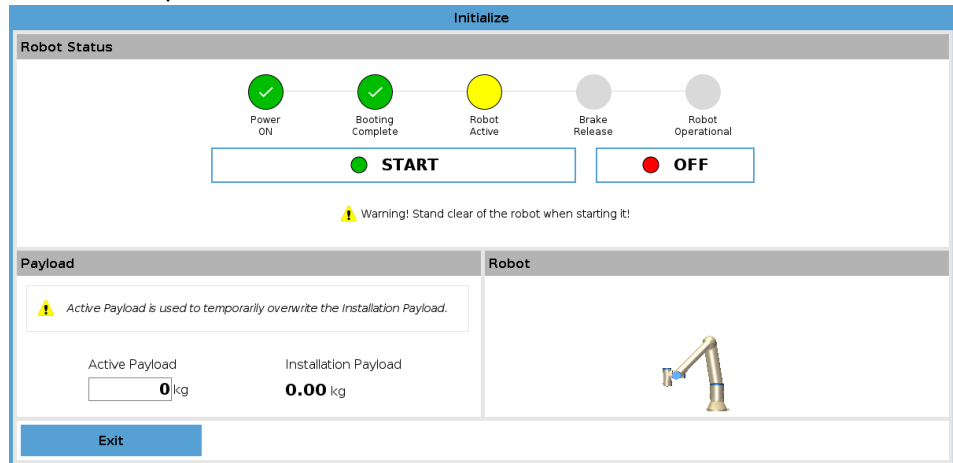 Initialize
Robot Status
Power
ON
Booting
Complete
Robot
Active
Brake
Release
Robot
Operational
START
OFF
Warning! Stand clear of the robot when starting it!
Payload
Active Payload is used to temporarily overwrite the Installation Payload.
Active Payload
0 kg
Installation Payload
0.00 kg
Robot
Exit